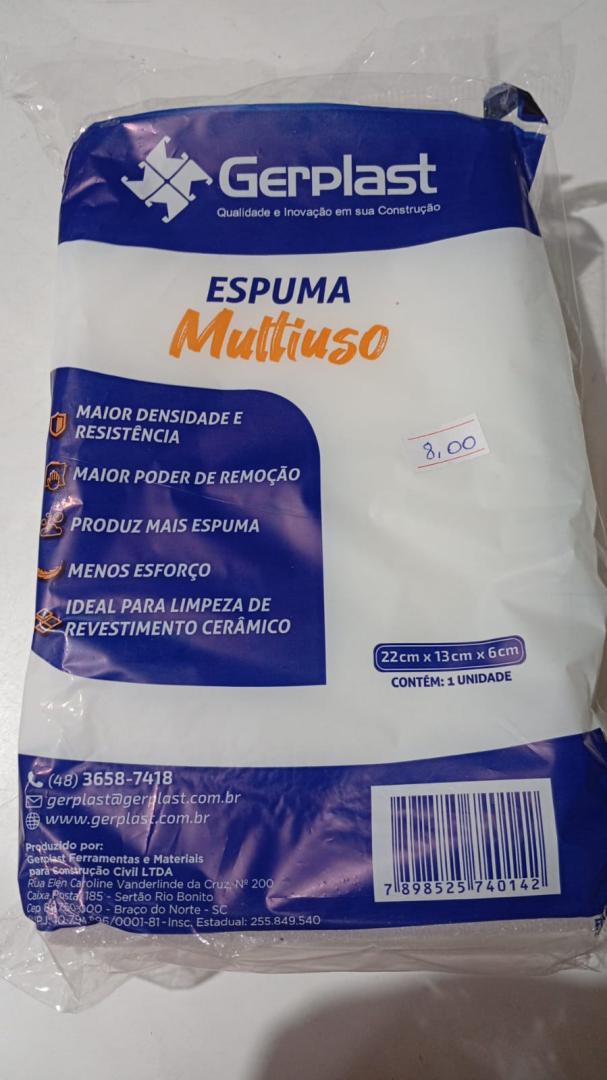 Gerplast
Qualidade e Inovação em sua Construção
ESPUMA
Multiuso
MAIOR DENSIDADE E
RESISTÊNCIA
8,00
MAIOR PODER DE REMOÇÃO
PRODUZ MAIS ESPUMA
MENOS ESFORÇO
IDEAL PARA LIMPEZA DE
REVESTIMENTO CERÂMICO
22cm x 13cm x 6cm
CONTÉM: 1 UNIDADE
(48) 3658-7418
gerplast@gerplast.com.br
www.gerplast.com.br
Produzido por:
Gerplast Ferramentas e Materiais
para Construção Civil LTDA
Rua Elen Caroline Vanderlinde da Cruz, Nº 200
Caixa Postal 185 - Sertão Rio Bonito
Cep - Braço do Norte - SC
/0001-81 - Insc. Estadual: 255.849.540
7 898525 740142